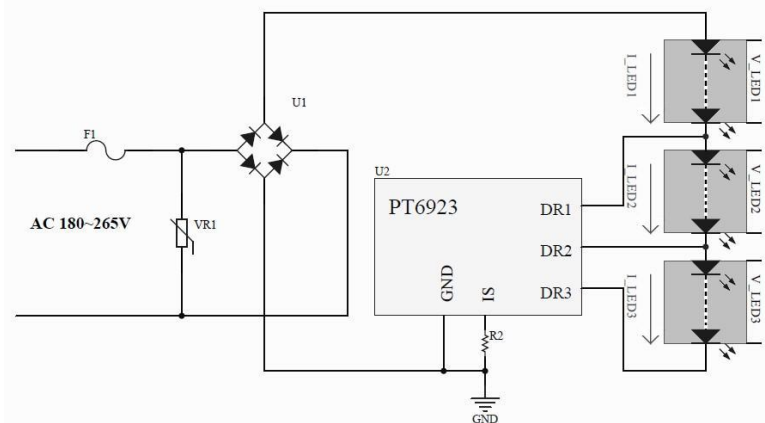 U1
F1
AC 180~265V
VR1
U2
PT6923
DR1
DR2
DR3
GND
IS
R2
GND
I_LED1
V_LED1
I_LED2
V_LED2
I_LED3
V_LED3